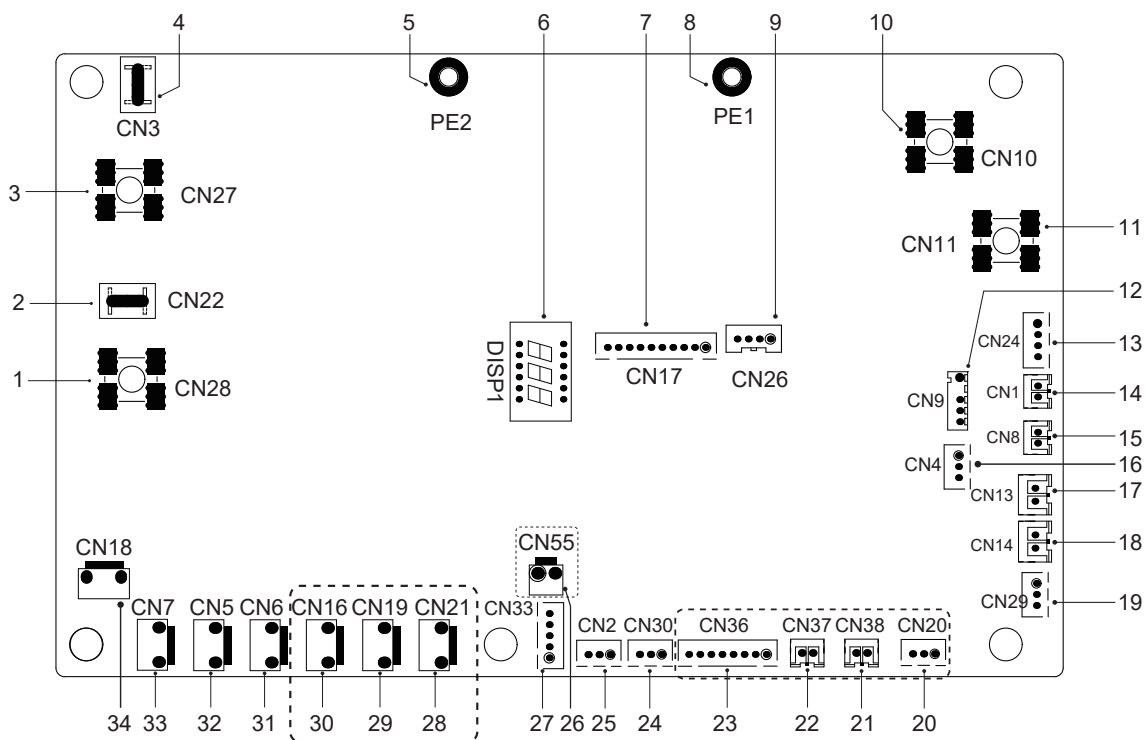 4 5 6 7 8 9 10
CN3
PE2
PE1
CN10
3
CN27
11
CN11
2
CN22
12
CN24
13
DISP1
CN17
CN26
1
CN28
CN9
CN1
14
CN8
15
CN4
16
CN13
17
CN14
18
CN18
CN55
CN29
19
CN7 CN5 CN6 CN16 CN19 CN21 CN33 CN2 CN30 CN36 CN37 CN38 CN20
34 33 32 31 30 29 28 27 26 25 24 23 22 21 20